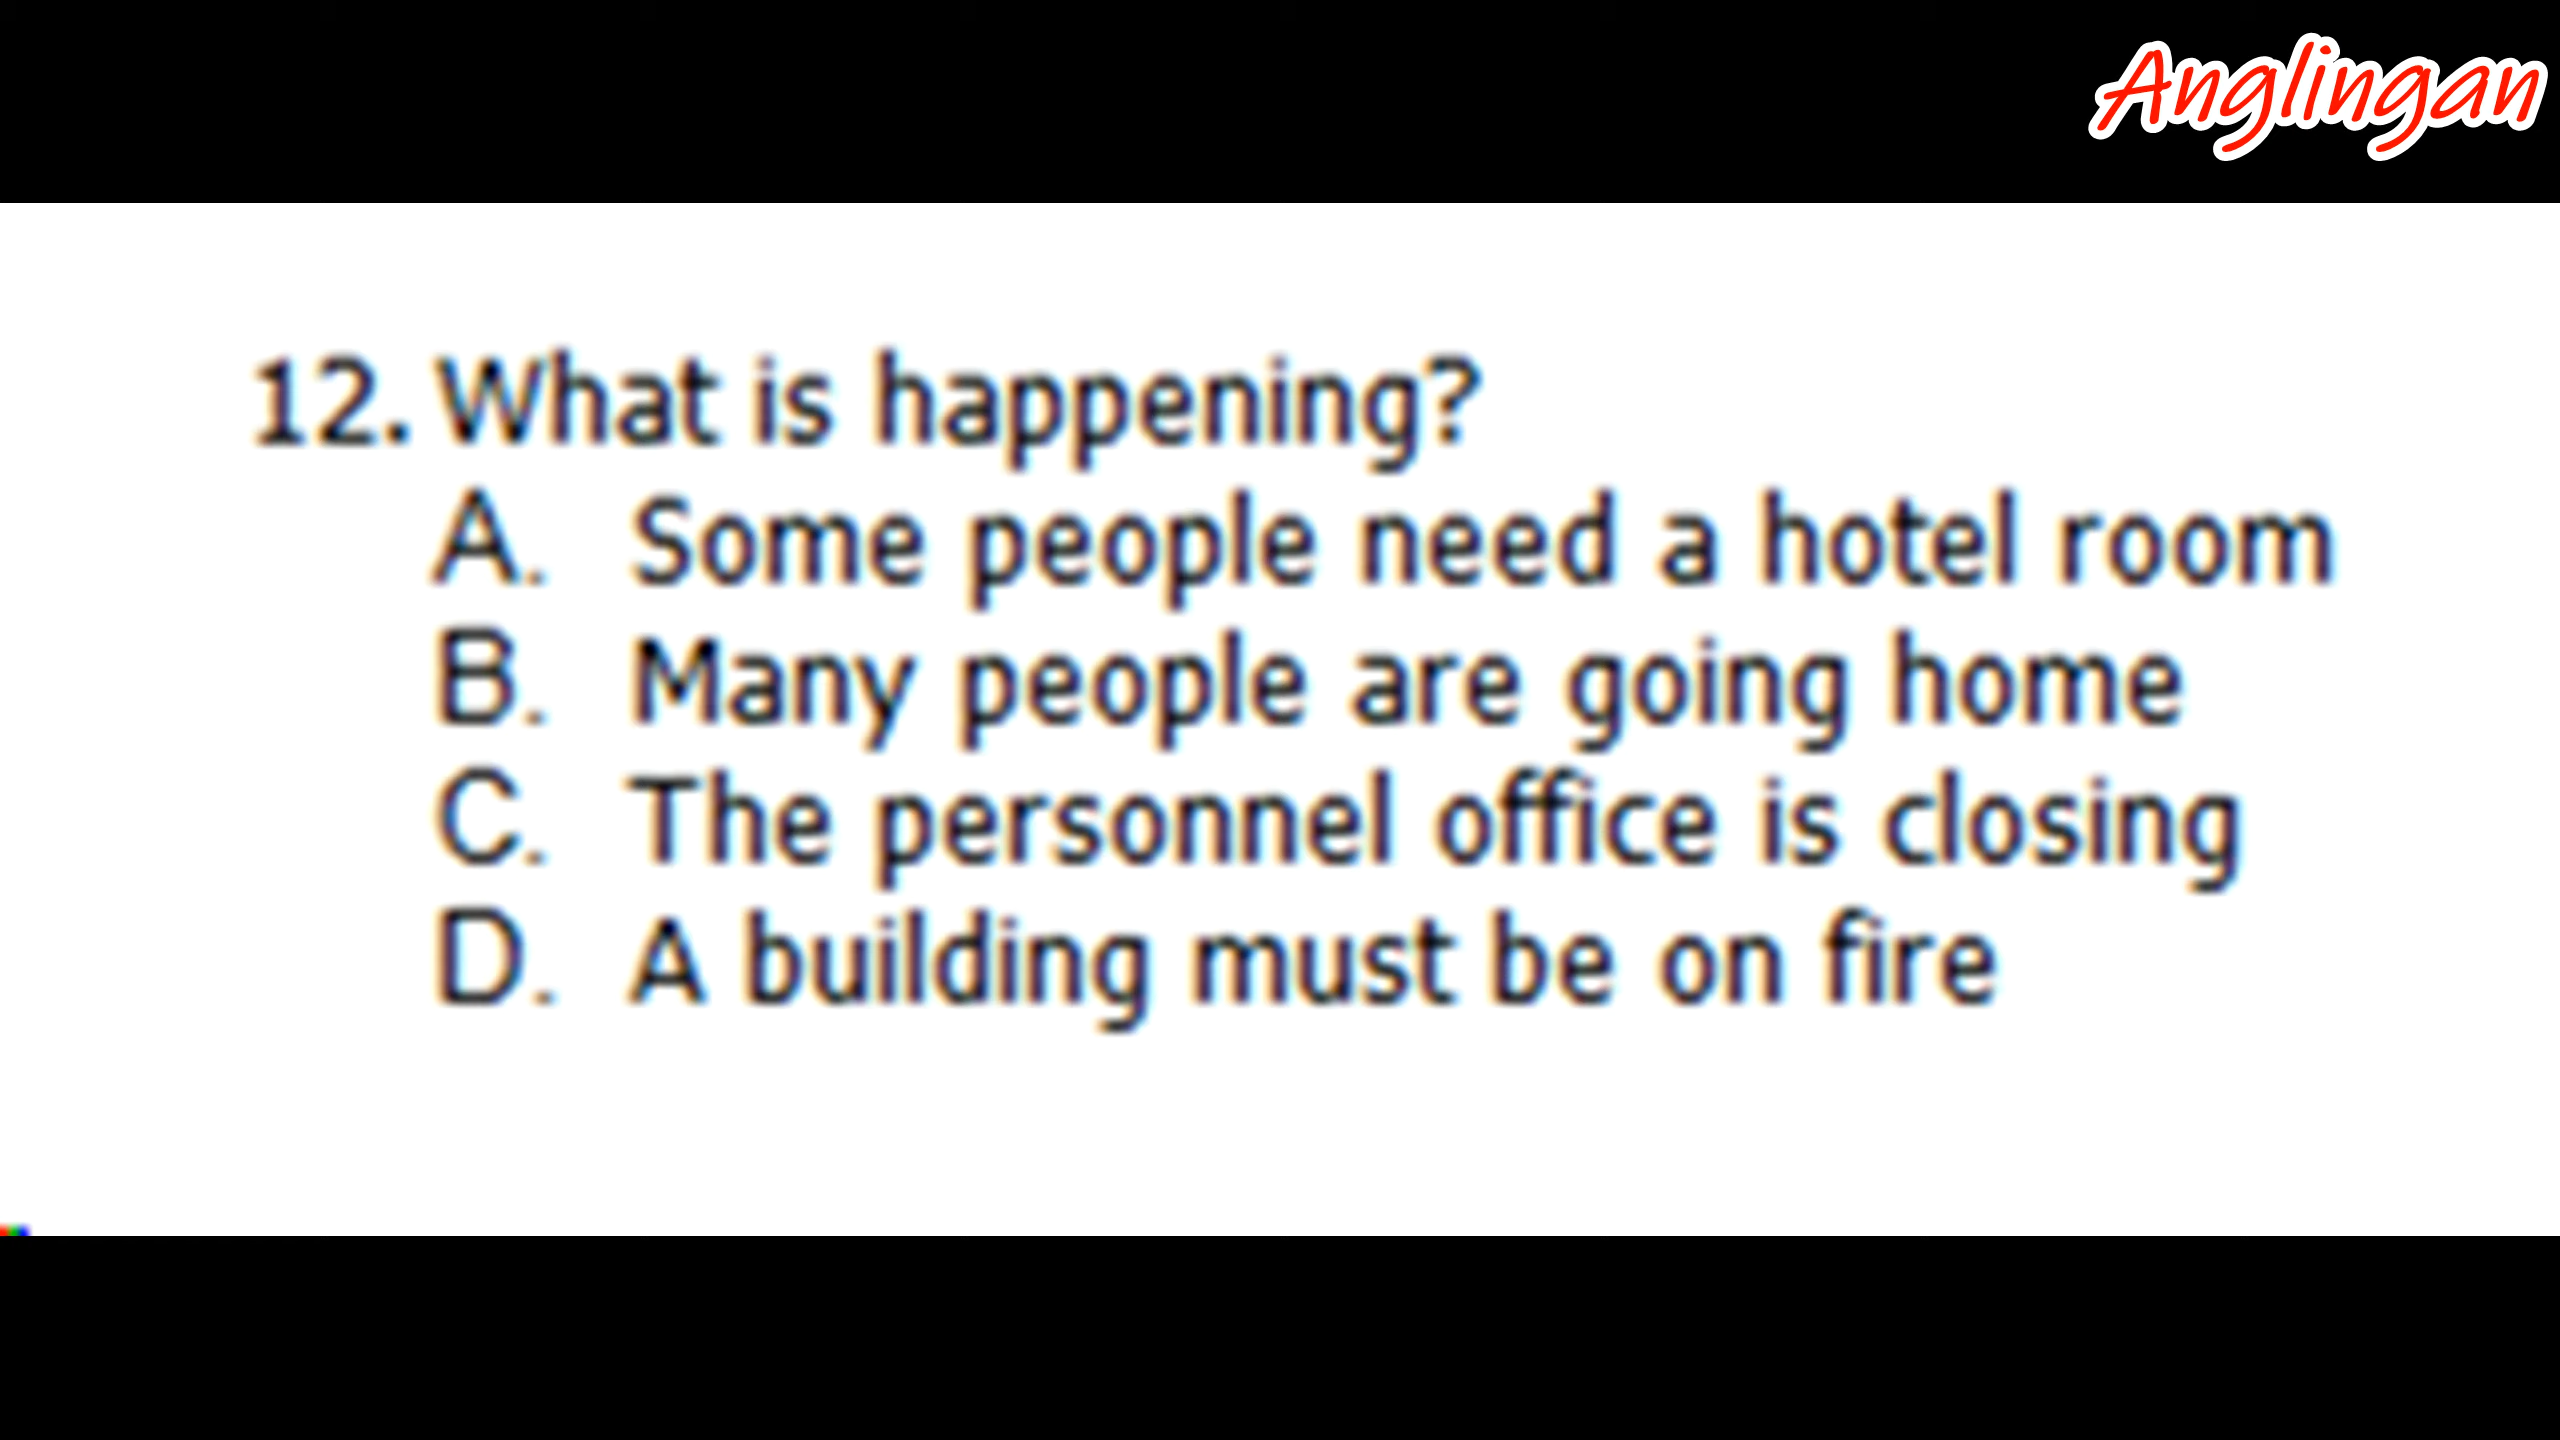 Anglingan
12. What is happening?
A. Some people need a hotel room
B. Many people are going home
C. The personnel office is closing
D. A building must be on fire